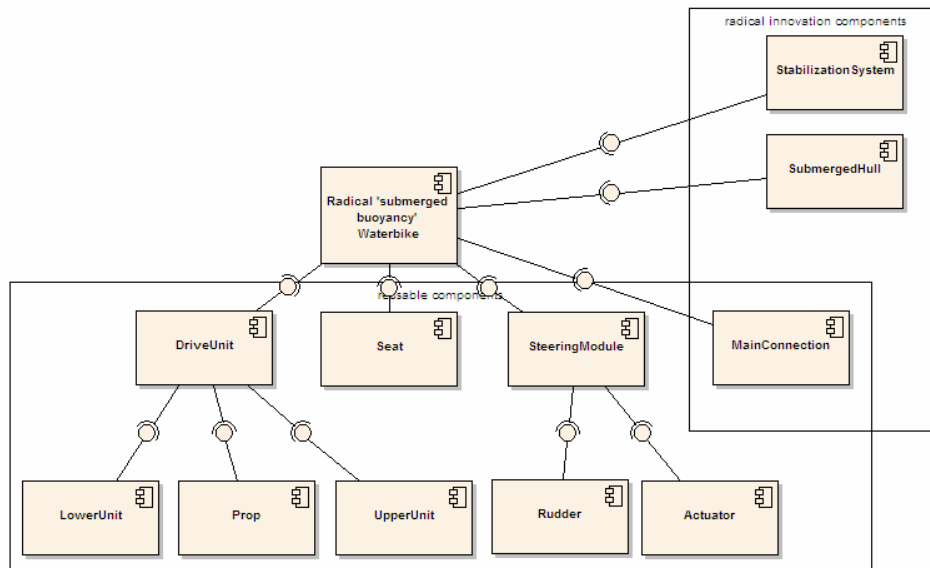 radical innovation components
StabilizationSystem
SubmergedHull
Radical 'submerged
buoyancy'
Waterbike
reusable components
DriveUnit
Seat
SteeringModule
MainConnection
LowerUnit
Prop
UpperUnit
Rudder
Actuator